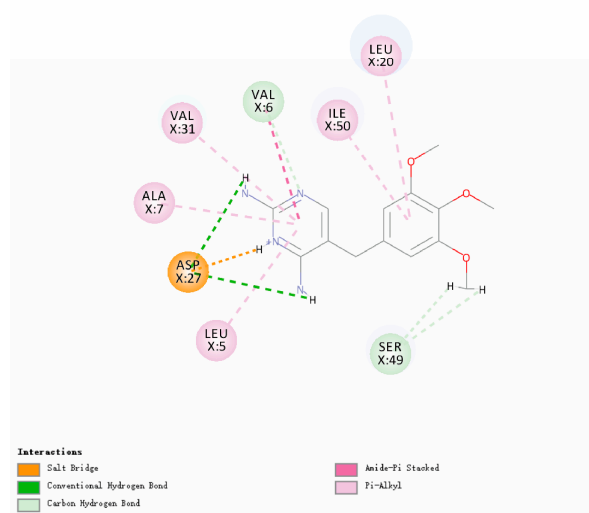 LEU
X:20
VAL
X:6
VAL
X:31
ILE
X:50
O
H
N
N
O
ALA
X:7
H
N+
O
ASP
X:27
N
H
H
H
LEU
X:5
SER
X:49
Interactions
Salt Bridge
Conventional Hydrogen Bond
Carbon Hydrogen Bond
Amide-Pi Stacked
Pi-Alkyl